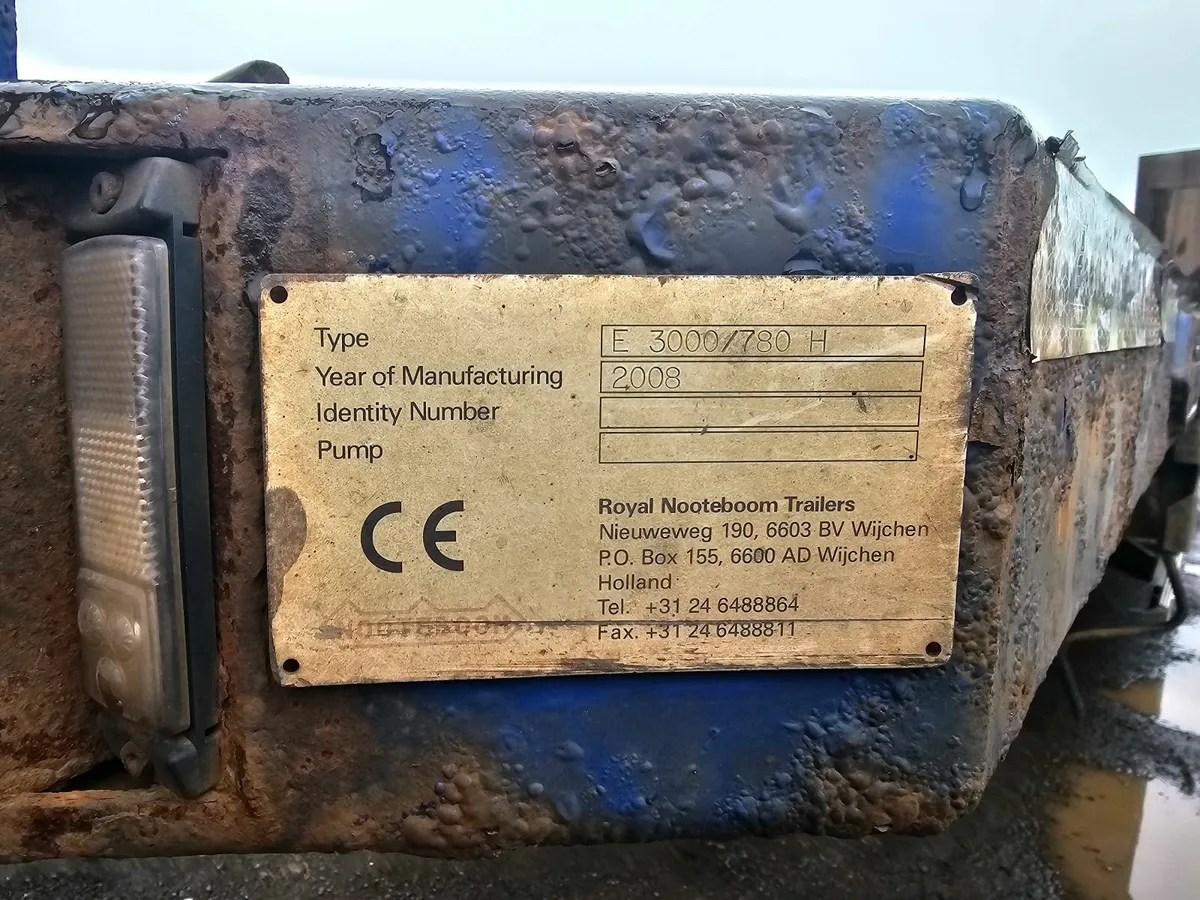 Type E 3000/780 H
Year of Manufacturing 2008
Identity Number
Pump
CE
Royal Nooteboom Trailers
Nieuweweg 190, 6603 BV Wijchen
P.O. Box 155, 6600 AD Wijchen
Holland
Tel. +31 24 6488864
Fax. +31 24 6488811